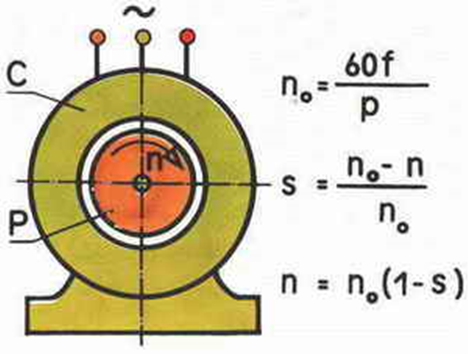 ~
C
n₀ = 60f / p
n
s = n₀ - n / n₀
P
n = n₀(1-s)